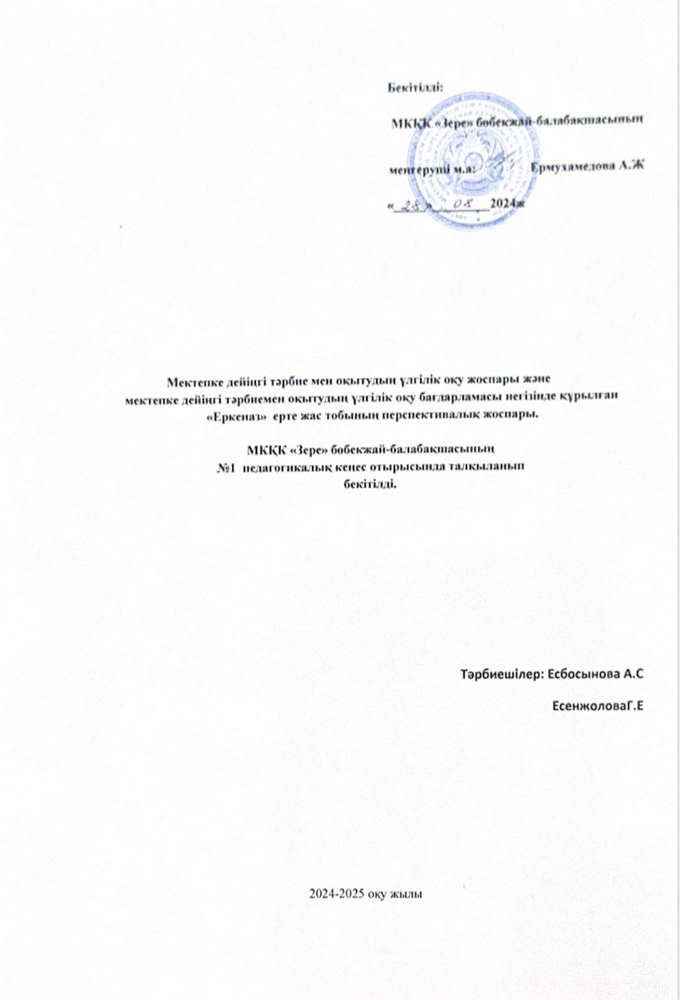 Бекітілді:
МКҚК «Зере» бөбекжай-балабақшасының
меңгеруші м.а: Ермухамедова А.Ж
«28» 08 2024ж
Мектепке дейінгі тәрбие мен оқытудың үлгілік оқу жоспары және
мектепке дейінгі тәрбиемен оқытудың үлгілік оқу бағдарламасы негізінде құрылған
«Еркеназ» ерте жас тобының перспективалық жоспары.
МКҚК «Зере» бөбекжай-балабақшасының
№1 педагогикалық кеңес отырысында талқыланып
бекітілді.
Тәрбиешілер: Есбосынова А.С
ЕсенжоловаГ.Е
2024-2025 оқу жылы